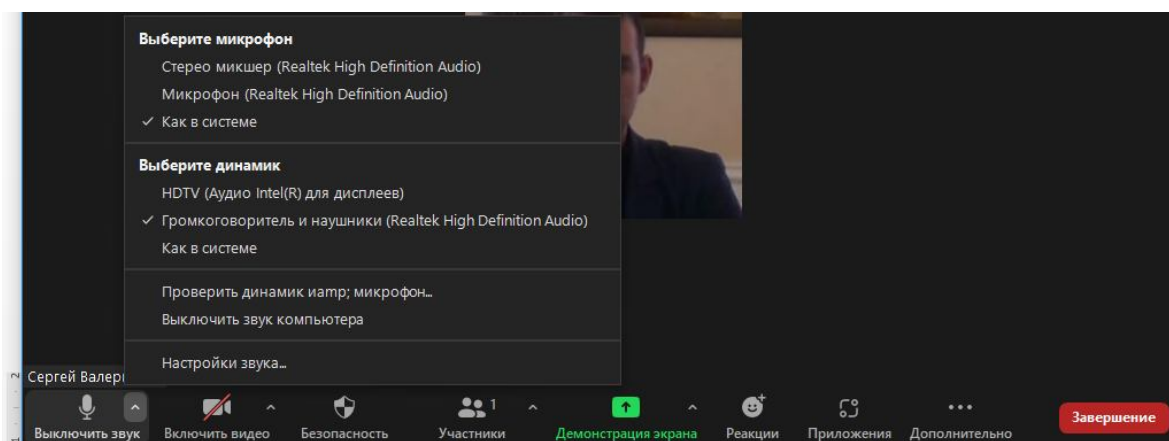 Выберите микрофон
Стерео микшер (Realtek High Definition Audio)
Микрофон (Realtek High Definition Audio)
Как в системе
Выберите динамик
HDTV (Аудио Intel(R) для дисплеев)
Громкоговоритель и наушники (Realtek High Definition Audio)
Как в системе
Проверить динамик иamp; микрофон...
Выключить звук компьютера
Настройки звука...
Сергей Валер
1
Выключить звук Включить видео Безопасность Участники Демонстрация экрана Реакции Приложения Дополнительно Завершение
2
1